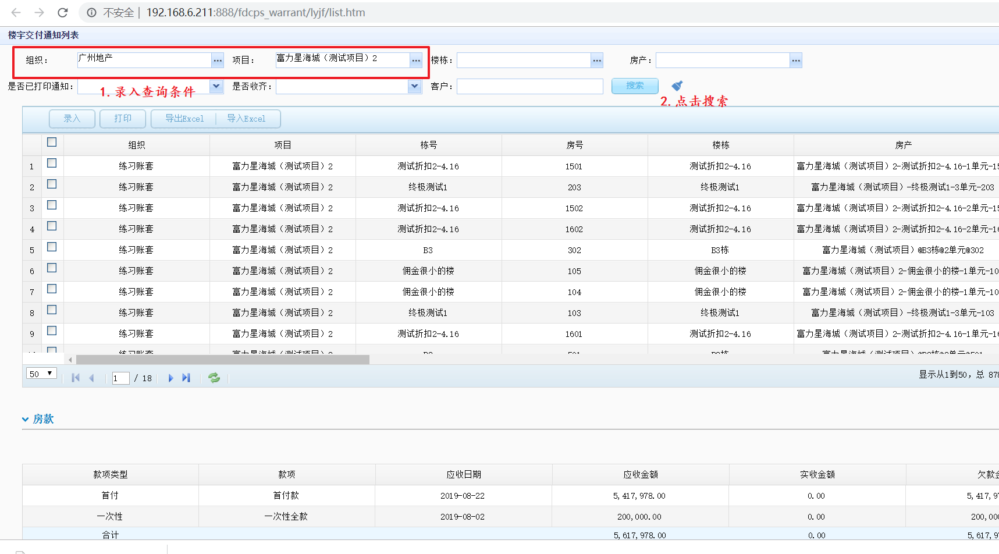 不安全 | 192.168.6.211:888/fdcps_warrant/lyjf/list.htm
楼宇交付通知列表
组织： 广州地产 ... 项目： 富力星海城（测试项目）2 ... 楼栋： ... 房产： ...
是否已打印通知： 是否收齐： 客户： 搜索
1.录入查询条件
2.点击搜索
录入 打印 导出Excel 导入Excel
组织 项目 栋号 房号 楼栋 房产
1 练习账套 富力星海城（测试项目）2 测试折扣2-4.16 1501 测试折扣2-4.16 富力星海城（测试项目）2-测试折扣2-4.16-1单元-15
2 练习账套 富力星海城（测试项目）2 终极测试1 203 终极测试1 富力星海城（测试项目）-终极测试1-3单元-203
3 练习账套 富力星海城（测试项目）2 测试折扣2-4.16 1502 测试折扣2-4.16 富力星海城（测试项目）2-测试折扣2-4.16-2单元-15
4 练习账套 富力星海城（测试项目）2 测试折扣2-4.16 1602 测试折扣2-4.16 富力星海城（测试项目）2-测试折扣2-4.16-2单元-16
5 练习账套 富力星海城（测试项目）2 B3 302 B3栋 富力星海城（测试项目）@B3栋@2单元@302
6 练习账套 富力星海城（测试项目）2 佣金很小的楼 105 佣金很小的楼 富力星海城（测试项目）2-佣金很小的楼-1单元-10
7 练习账套 富力星海城（测试项目）2 佣金很小的楼 104 佣金很小的楼 富力星海城（测试项目）2-佣金很小的楼-1单元-10
8 练习账套 富力星海城（测试项目）2 终极测试1 103 终极测试1 富力星海城（测试项目）-终极测试1-3单元-103
9 练习账套 富力星海城（测试项目）2 测试折扣2-4.16 1601 测试折扣2-4.16 富力星海城（测试项目）2-测试折扣2-4.16-1单元-16
50 1 / 18 显示从1到50，总 878
房款
款项类型 款项 应收日期 应收金额 实收金额 欠款金
首付 首付款 2019-08-22 5,417,978.00 0.00 5,417,97
一次性 一次性全款 2019-08-02 200,000.00 0.00 200,000
合计 5,617,978.00 0.00 5,617,97